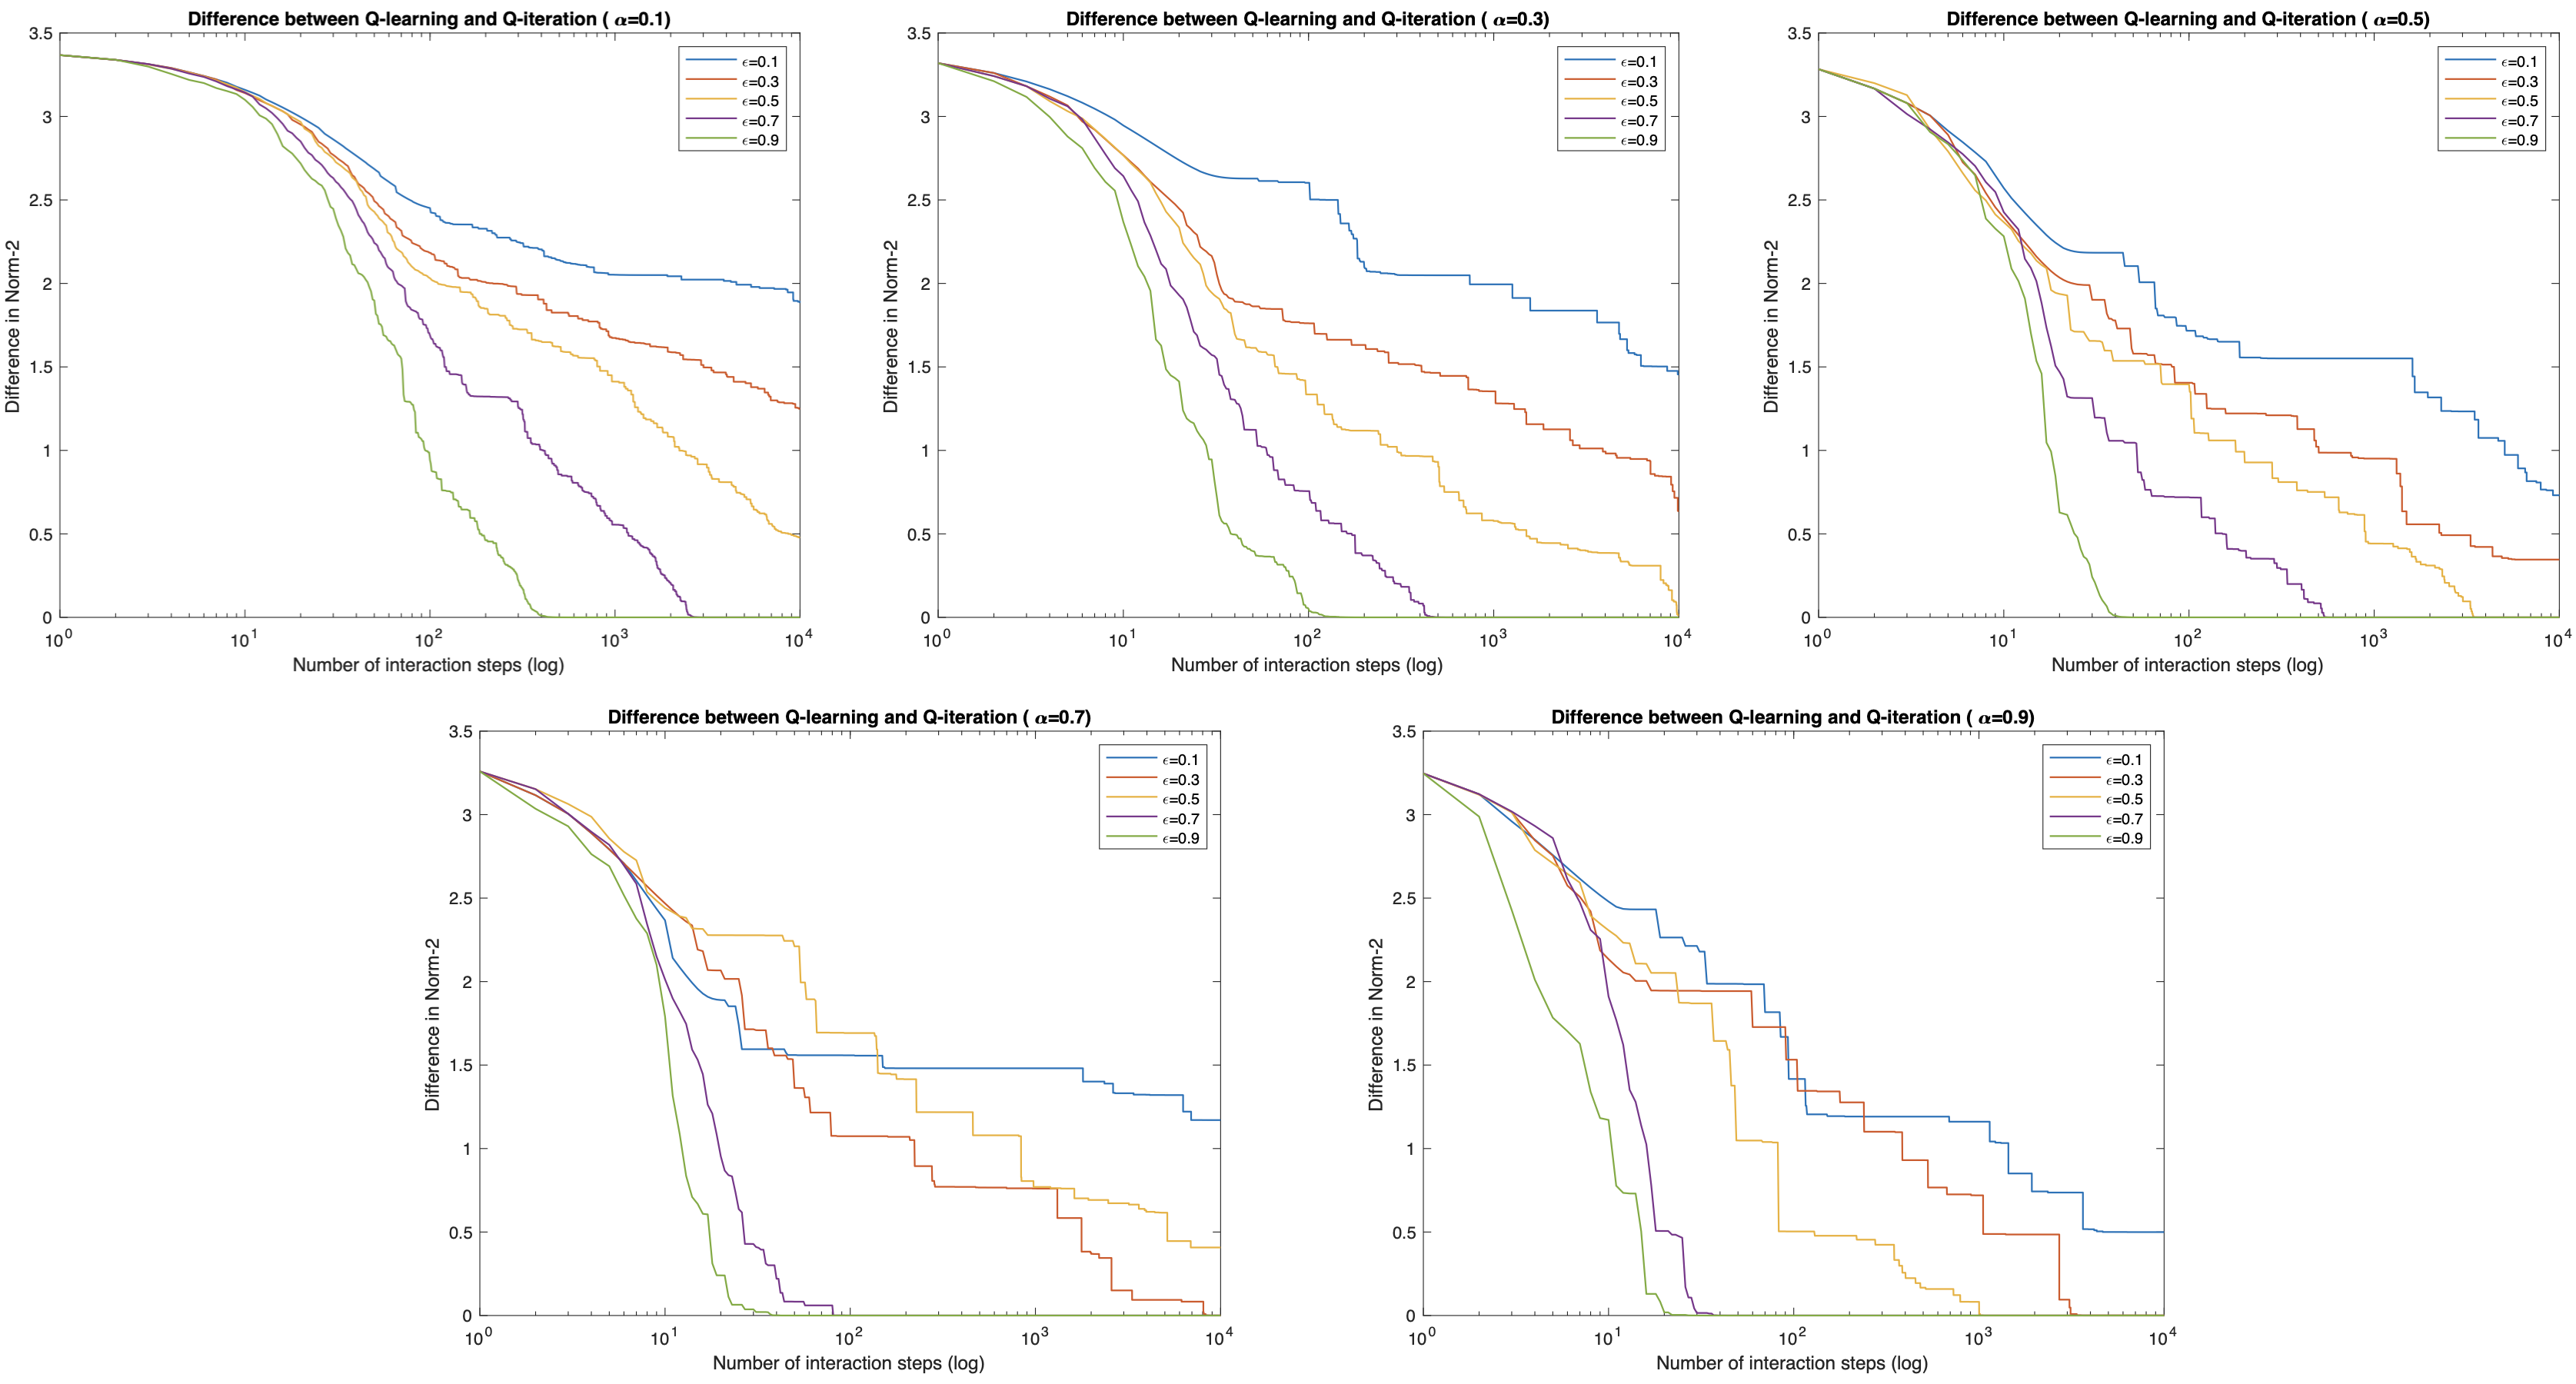 Difference between Q-learning and Q-iteration ( α=0.1)
3.5
3
2.5
2
1.5
1
0.5
0
Difference in Norm-2
10^0 10^1 10^2 10^3 10^4
Number of interaction steps (log)
ϵ=0.1
ϵ=0.3
ϵ=0.5
ϵ=0.7
ϵ=0.9
Difference between Q-learning and Q-iteration ( α=0.3)
3.5
3
2.5
2
1.5
1
0.5
0
Difference in Norm-2
10^0 10^1 10^2 10^3 10^4
Number of interaction steps (log)
ϵ=0.1
ϵ=0.3
ϵ=0.5
ϵ=0.7
ϵ=0.9
Difference between Q-learning and Q-iteration ( α=0.5)
3.5
3
2.5
2
1.5
1
0.5
0
Difference in Norm-2
10^0 10^1 10^2 10^3 10^4
Number of interaction steps (log)
ϵ=0.1
ϵ=0.3
ϵ=0.5
ϵ=0.7
ϵ=0.9
Difference between Q-learning and Q-iteration ( α=0.7)
3.5
3
2.5
2
1.5
1
0.5
0
Difference in Norm-2
10^0 10^1 10^2 10^3 10^4
Number of interaction steps (log)
ϵ=0.1
ϵ=0.3
ϵ=0.5
ϵ=0.7
ϵ=0.9
Difference between Q-learning and Q-iteration ( α=0.9)
3.5
3
2.5
2
1.5
1
0.5
0
Difference in Norm-2
10^0 10^1 10^2 10^3 10^4
Number of interaction steps (log)
ϵ=0.1
ϵ=0.3
ϵ=0.5
ϵ=0.7
ϵ=0.9